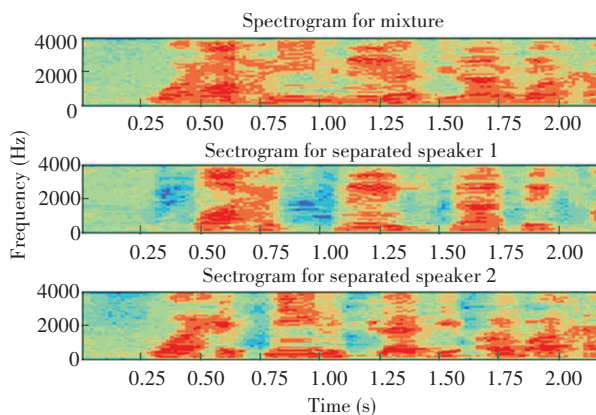 Spectrogram for mixture
4000
2000
0
0.25 0.50 0.75 1.00 1.25 1.50 1.75 2.00
Sectrogram for separated speaker 1
Frequency (Hz)
4000
2000
0
0.25 0.50 0.75 1.00 1.25 1.50 1.75 2.00
Sectrogram for separated speaker 2
4000
2000
0
0.25 0.50 0.75 1.00 1.25 1.50 1.75 2.00
Time (s)